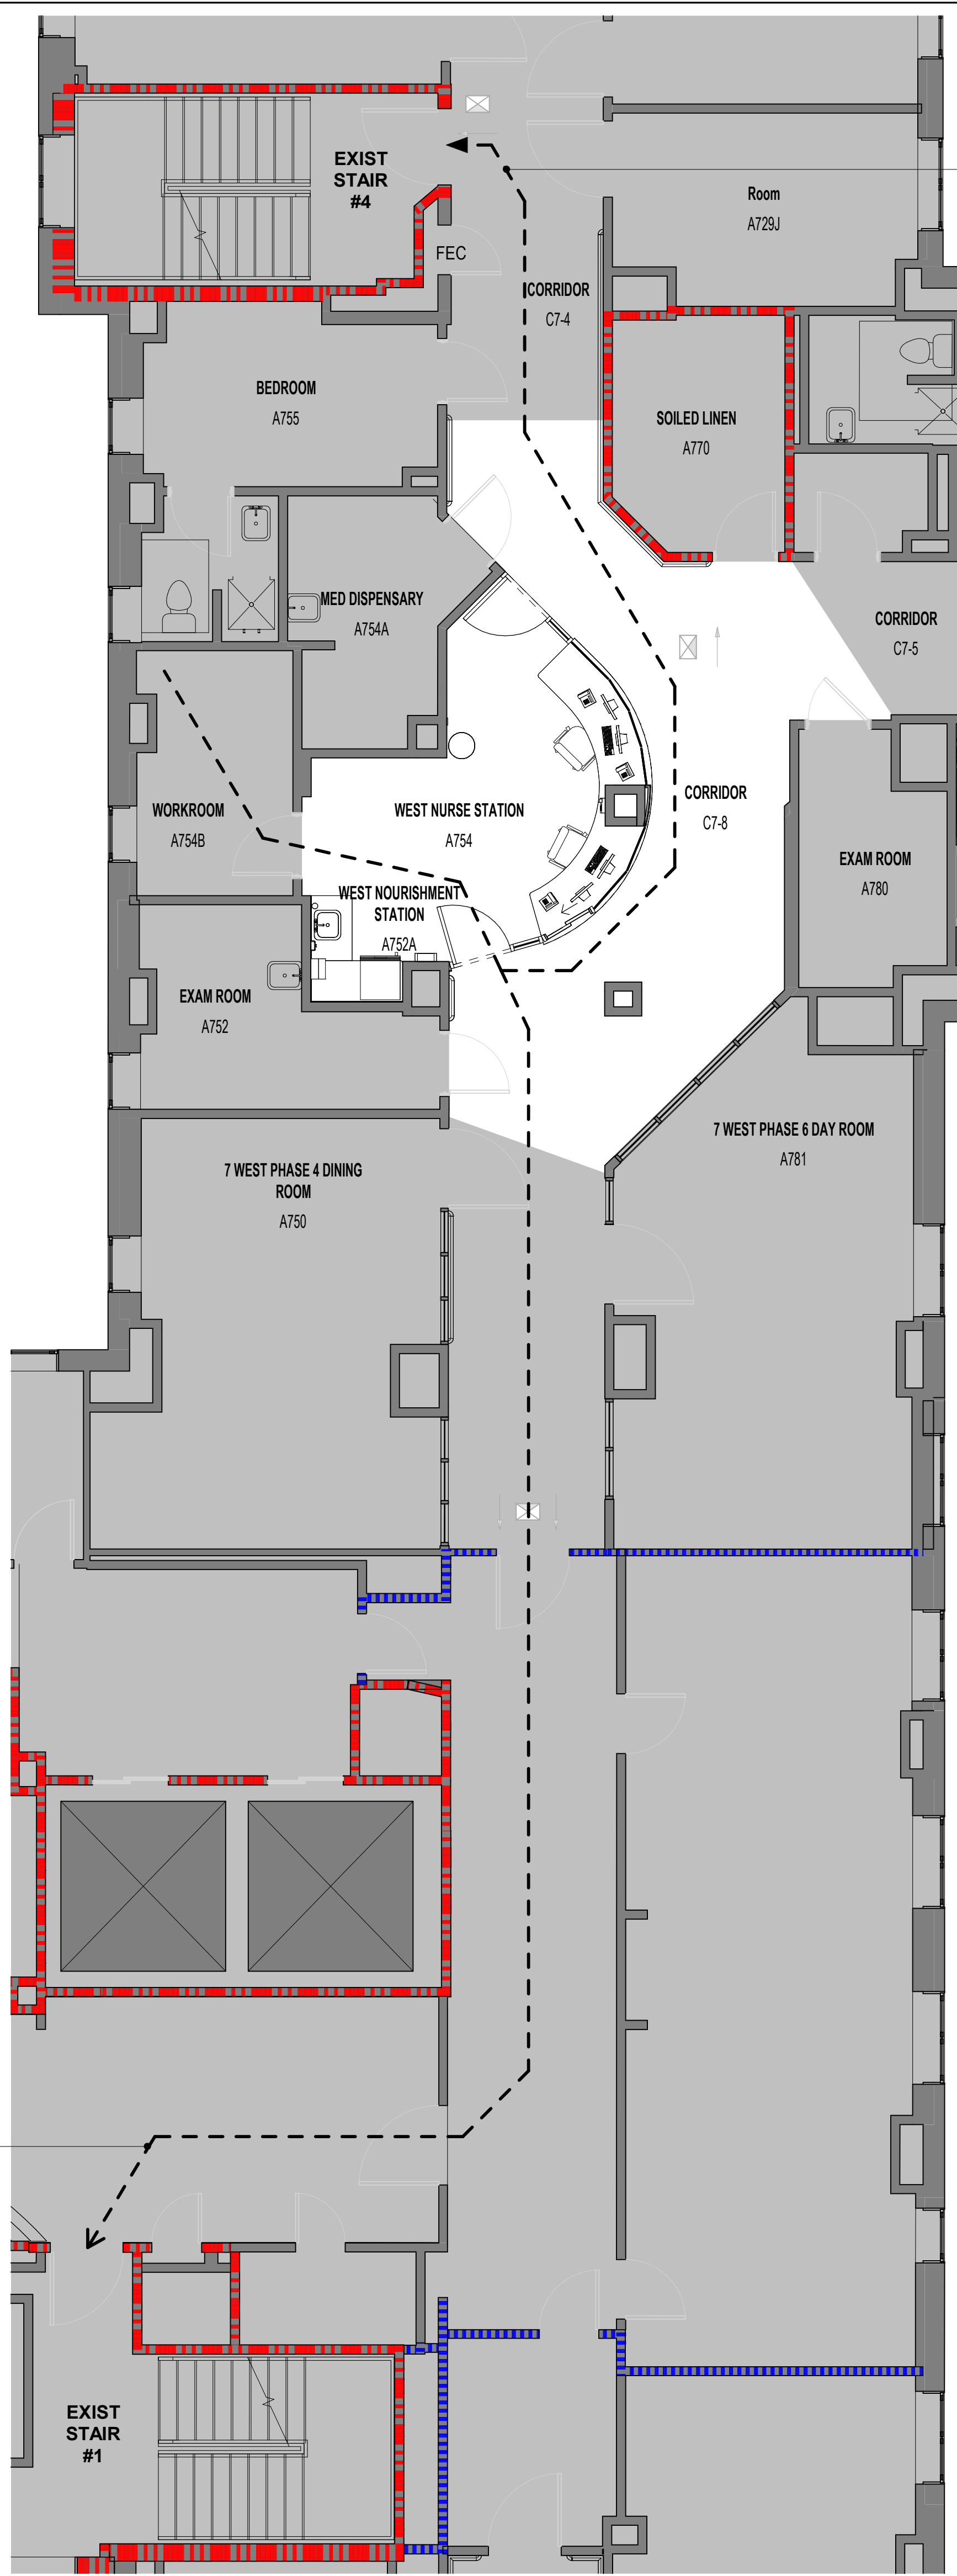 EXIST
STAIR
#4
FEC
Room
A729J
CORRIDOR
C7-4
BEDROOM
A755
SOILED LINEN
A770
MED DISPENSARY
A754A
CORRIDOR
C7-5
WORKROOM
A754B
WEST NURSE STATION
A754
CORRIDOR
C7-8
EXAM ROOM
A780
WEST NOURISHMENT
STATION
A752A
EXAM ROOM
A752
7 WEST PHASE 6 DAY ROOM
A781
7 WEST PHASE 4 DINING
ROOM
A750
EXIST
STAIR
#1